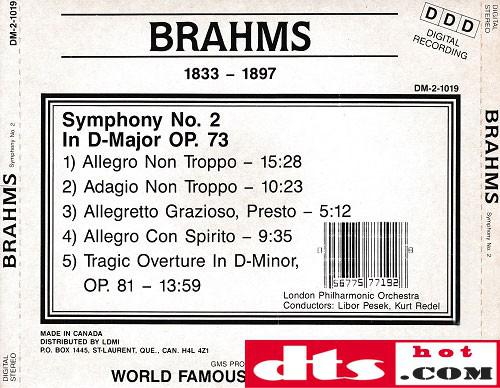 DM-2-1019
BRAHMS
1833 – 1897
DDD
DIGITAL
RECORDING
DIGITAL
STEREO
DM-2-1019
BRAHMS
Symphony No. 2
Symphony No. 2
In D-Major OP. 73
1) Allegro Non Troppo – 15:28
2) Adagio Non Troppo – 10:23
3) Allegretto Grazioso, Presto – 5:12
4) Allegro Con Spirito – 9:35
5) Tragic Overture In D-Minor,
OP. 81 – 13:59
56775 77192
London Philharmonic Orchestra
Conductors: Libor Pesek, Kurt Redel
BRAHMS
Symphony No. 2
DIGITAL
STEREO
MADE IN CANADA
DISTRIBUTED BY LDMI
P.O. BOX 1445, ST-LAURENT, QUE., CAN. H4L 4Z1
GMS PRO
WORLD FAMOUS
dts
hot
.COM